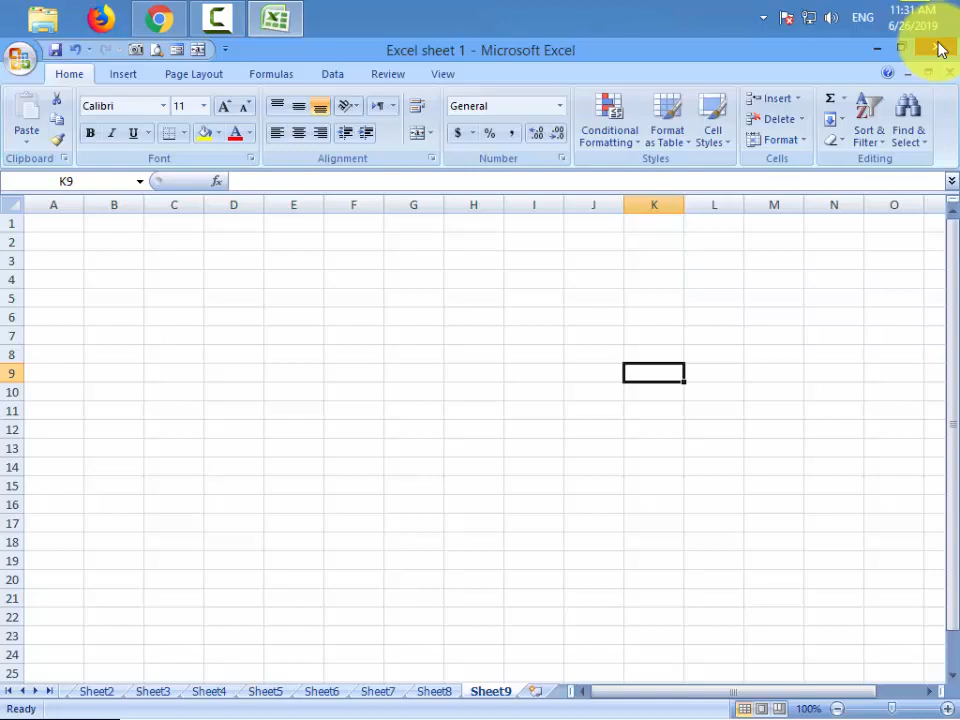 11:31 AM
ENG
6/26/2019
Excel sheet 1 - Microsoft Excel
Home Insert Page Layout Formulas Data Review View
Paste
Calibri 11
B I U A
General
$ % ,
Conditional Formatting
Format as Table
Cell Styles
Insert
Delete
Format
Σ
Sort & Filter
Find & Select
Clipboard Font Alignment Number Styles Cells Editing
K9 fx
A B C D E F G H I J K L M N O
1
2
3
4
5
6
7
8
9
10
11
12
13
14
15
16
17
18
19
20
21
22
23
24
25
Sheet2 Sheet3 Sheet4 Sheet5 Sheet6 Sheet7 Sheet8 Sheet9
Ready 100%